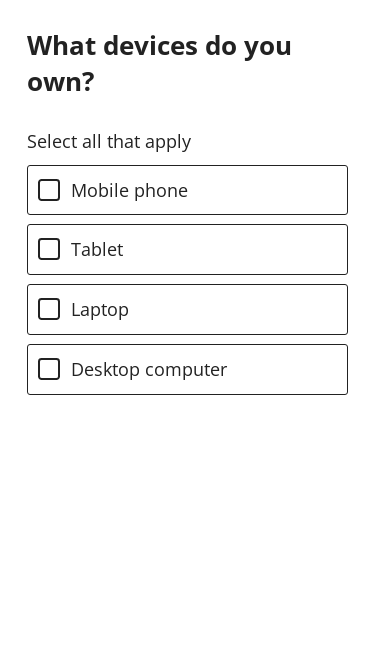 What devices do you
own?
Select all that apply
Mobile phone
Tablet
Laptop
Desktop computer